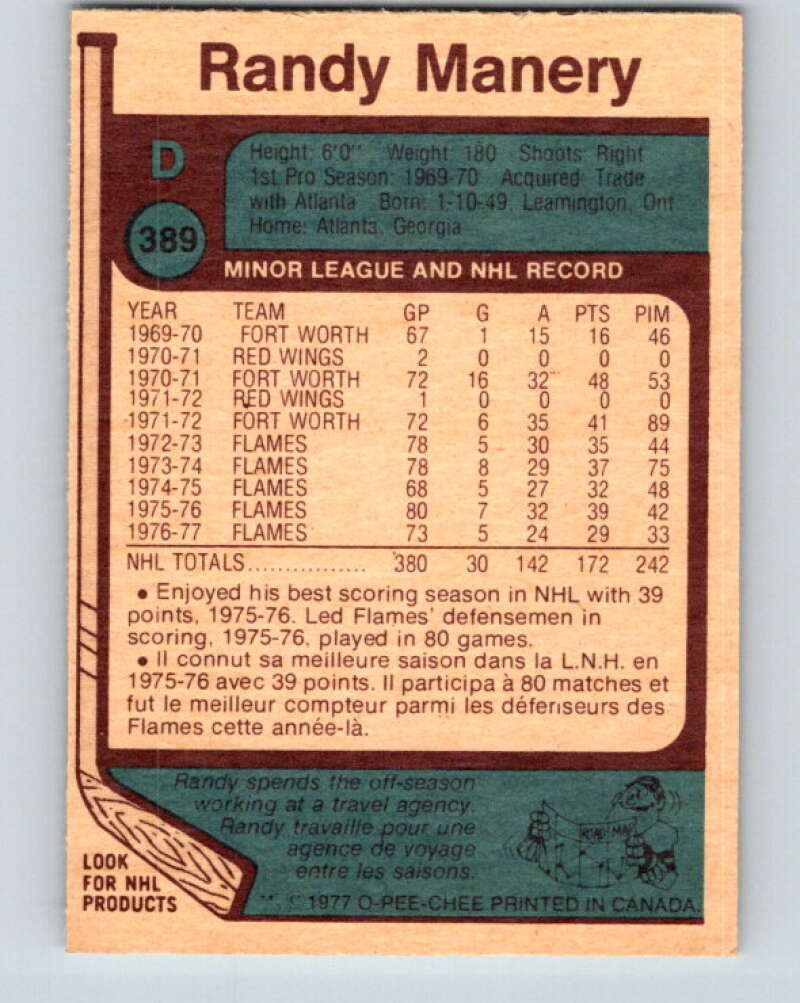 Randy Manery
D
Height: 6'0" Weight: 180 Shoots: Right
1st Pro Season: 1969-70 Acquired: Trade
with Atlanta Born: 1-10-49, Leamington, Ont
Home: Atlanta, Georgia
389
MINOR LEAGUE AND NHL RECORD
YEAR TEAM GP G A PTS PIM
1969-70 FORT WORTH 67 1 15 16 46
1970-71 RED WINGS 2 0 0 0 0
1970-71 FORT WORTH 72 16 32 48 53
1971-72 RED WINGS 1 0 0 0 0
1971-72 FORT WORTH 72 6 35 41 89
1972-73 FLAMES 78 5 30 35 44
1973-74 FLAMES 78 8 29 37 75
1974-75 FLAMES 68 5 27 32 48
1975-76 FLAMES 80 7 32 39 42
1976-77 FLAMES 73 5 24 29 33
NHL TOTALS................ 380 30 142 172 242
• Enjoyed his best scoring season in NHL with 39
points, 1975-76. Led Flames' defensemen in
scoring, 1975-76, played in 80 games.
• Il connut sa meilleure saison dans la L.N.H. en
1975-76 avec 39 points. Il participa à 80 matches et
fut le meilleur compteur parmi les défenseurs des
Flames cette année-là.
Randy spends the off-season
working at a travel agency.
Randy travaille pour une
agence de voyage
entre les saisons.
ROAD MAP
LOOK
FOR NHL
PRODUCTS
© 1977 O-PEE-CHEE PRINTED IN CANADA.